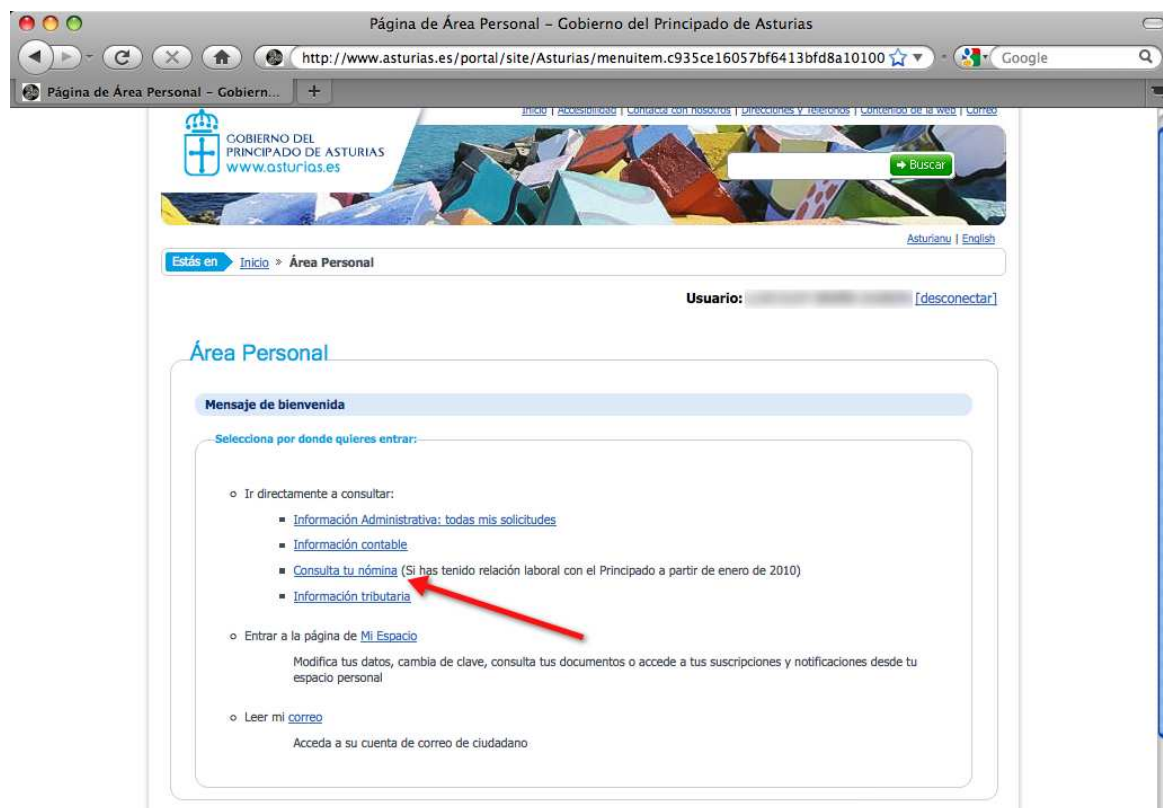 Página de Área Personal – Gobierno del Principado de Asturias
http://www.asturias.es/portal/site/Asturias/menuitem.c935ce16057bf6413bfd8a10100
Google
Página de Área Personal – Gobiern...
Inicio | Accesibilidad | Contacta con nosotros | Direcciones y Teléfonos | Contenido de la web | Correo
GOBIERNO DEL
PRINCIPADO DE ASTURIAS
www.asturias.es
Buscar
Asturianu | English
Estás en Inicio » Área Personal
Usuario: [desconectar]
Área Personal
Mensaje de bienvenida
Selecciona por donde quieres entrar:
Ir directamente a consultar:
Información Administrativa: todas mis solicitudes
Información contable
Consulta tu nómina (Si has tenido relación laboral con el Principado a partir de enero de 2010)
Información tributaria
Entrar a la página de Mi Espacio
Modifica tus datos, cambia de clave, consulta tus documentos o accede a tus suscripciones y notificaciones desde tu
espacio personal
Leer mi correo
Acceda a su cuenta de correo de ciudadano